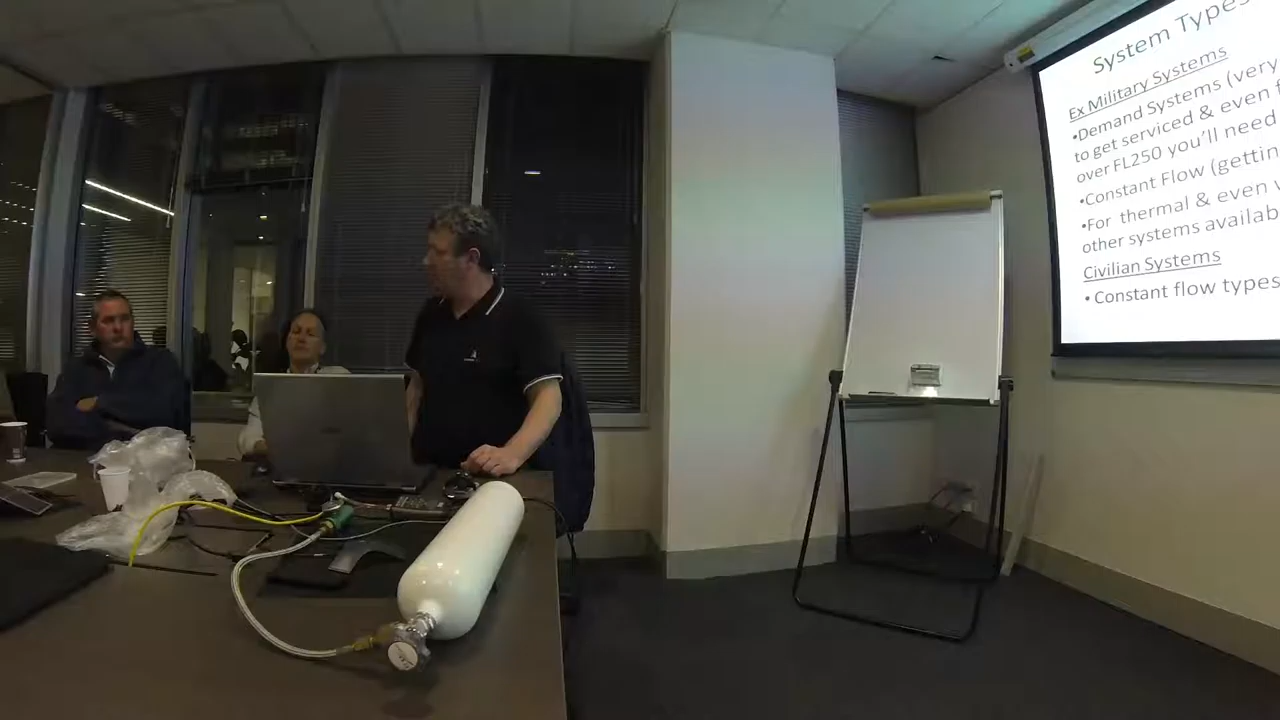 System Types
Ex Military Systems
•Demand Systems (very
to get serviced & even f
over FL250 you'll need
•Constant Flow (gettin
•For thermal & even v
other systems availab
Civilian Systems
• Constant flow types